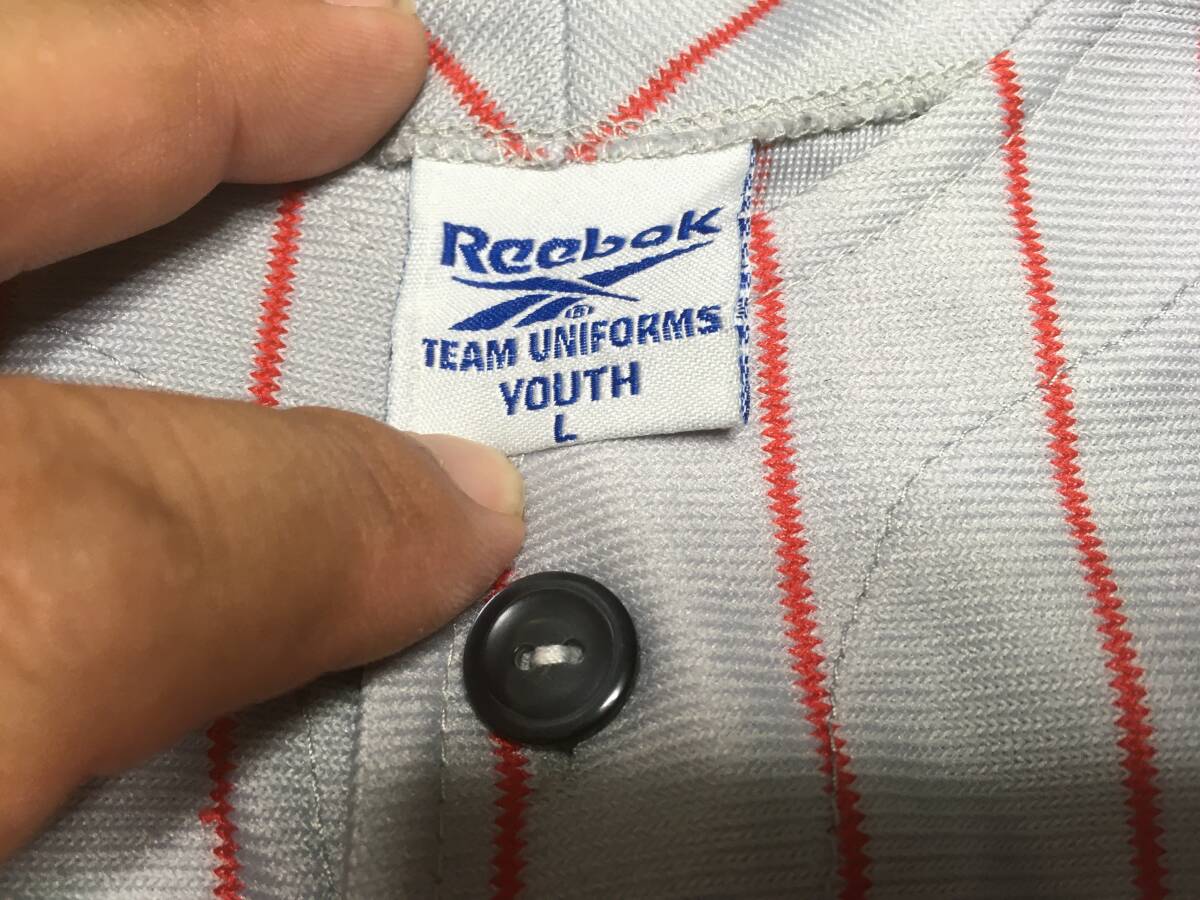 Reebok
®
TEAM UNIFORMS
YOUTH
L